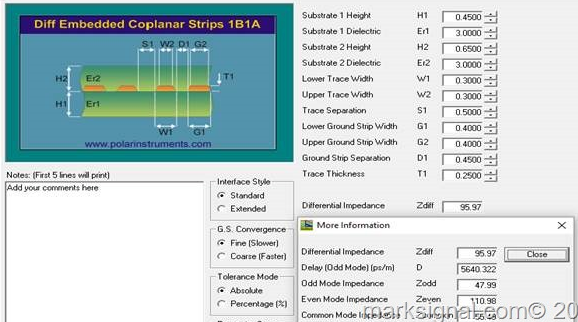 Diff Embedded Coplanar Strips 1B1A
S1 W2 D1 G2
T1
H2 Er2
H1 Er1
W1 G1
www.polarinstruments.com
Notes: (First 5 lines will print)
Add your comments here
Interface Style
Standard
Extended
G.S. Convergence
Fine (Slower)
Coarse (Faster)
Tolerance Mode
Absolute
Percentage (%)
Substrate 1 Height H1 0.4500
Substrate 1 Dielectric Er1 3.0000
Substrate 2 Height H2 0.6500
Substrate 2 Dielectric Er2 3.0000
Lower Trace Width W1 0.3000
Upper Trace Width W2 0.3000
Trace Separation S1 0.5000
Lower Ground Strip Width G1 0.4000
Upper Ground Strip Width G2 0.4000
Ground Strip Separation D1 0.4500
Trace Thickness T1 0.2500
Differential Impedance Zdiff 95.97
More Information
Differential Impedance Zdiff 95.97 Close
Delay (Odd Mode) (ps/m) D 5640.322
Odd Mode Impedance Zodd 47.99
Even Mode Impedance Zeven 110.98
Common Mode Impedance
marksignal.com© 20